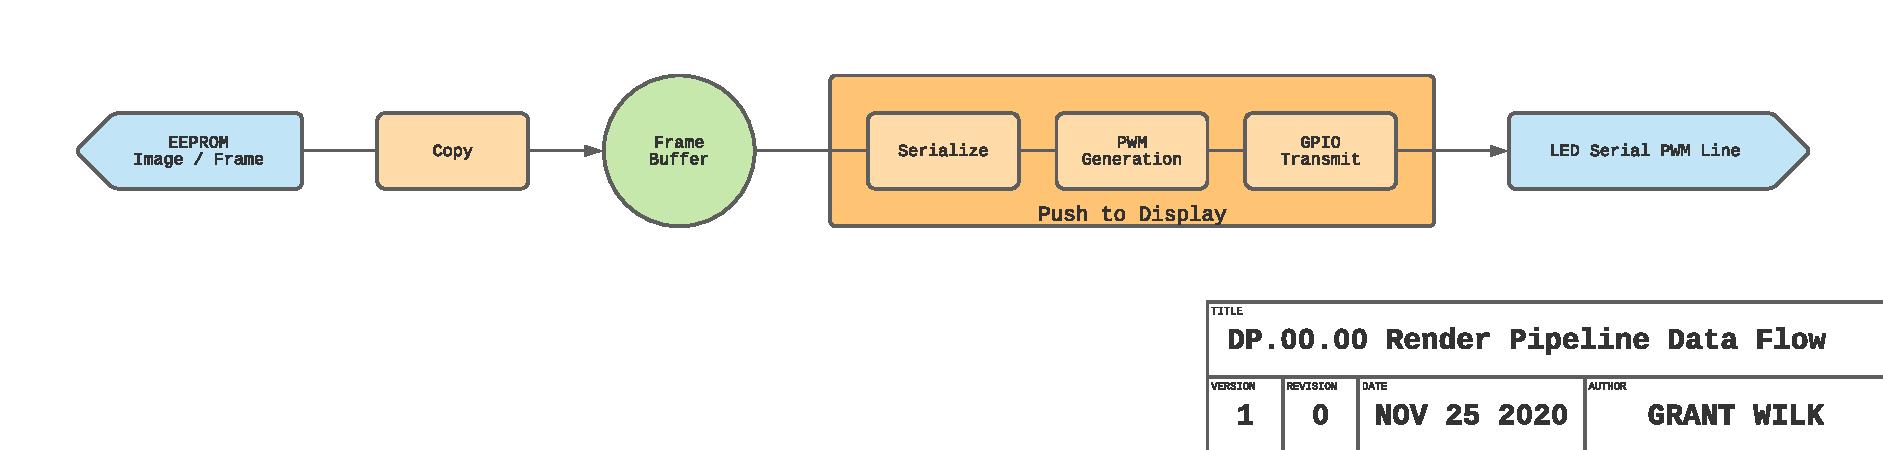 EEPROM
Image / Frame
Copy
Frame
Buffer
Serialize
PWM
Generation
GPIO
Transmit
Push to Display
LED Serial PWM Line
TITLE
DP.00.00 Render Pipeline Data Flow
VERSION
1
REVISION
0
DATE
NOV 25 2020
AUTHOR
GRANT WILK